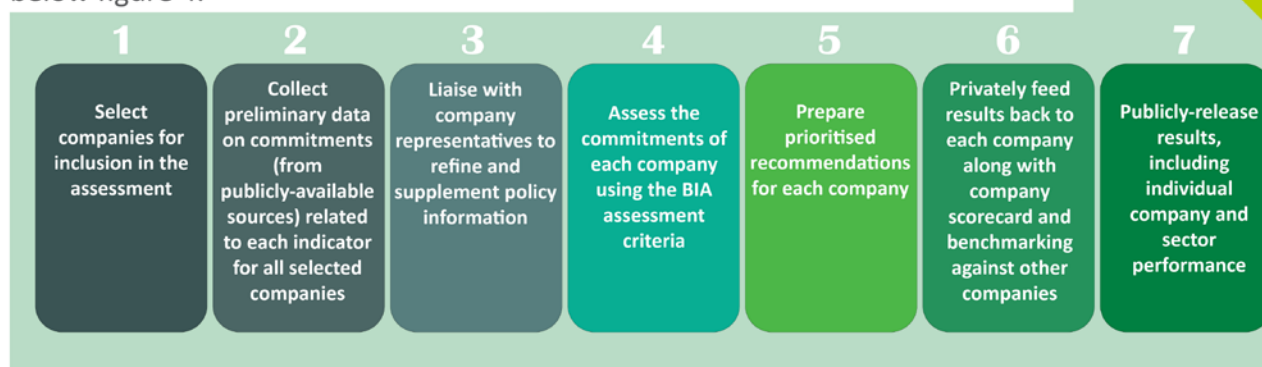 1
Select
companies for
inclusion in the
assessment
2
Collect
preliminary data
on commitments
(from
publicly-available
sources) related
to each indicator
for all selected
companies
3
Liaise with
company
representatives to
refine and
supplement policy
information
4
Assess the
commitments of
each company
using the BIA
assessment
criteria
5
Prepare
prioritised
recommendations
for each company
6
Privately feed
results back to
each company
along with
company
scorecard and
benchmarking
against other
companies
7
Publicly-release
results,
including
individual
company and
sector
performance